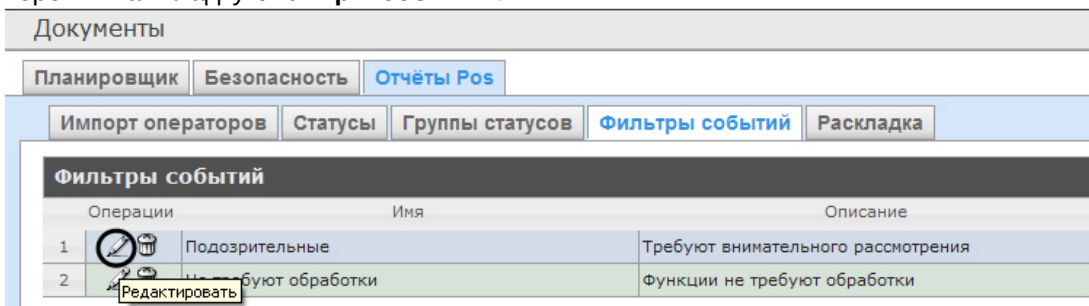 Документы
Планировщик Безопасность Отчёты Pos
Импорт операторов Статусы Группы статусов Фильтры событий Раскладка
Фильтры событий
Операции Имя Описание
1 Подозрительные Требуют внимательного рассмотрения
2 требуют обработки Функции не требуют обработки
Редактировать